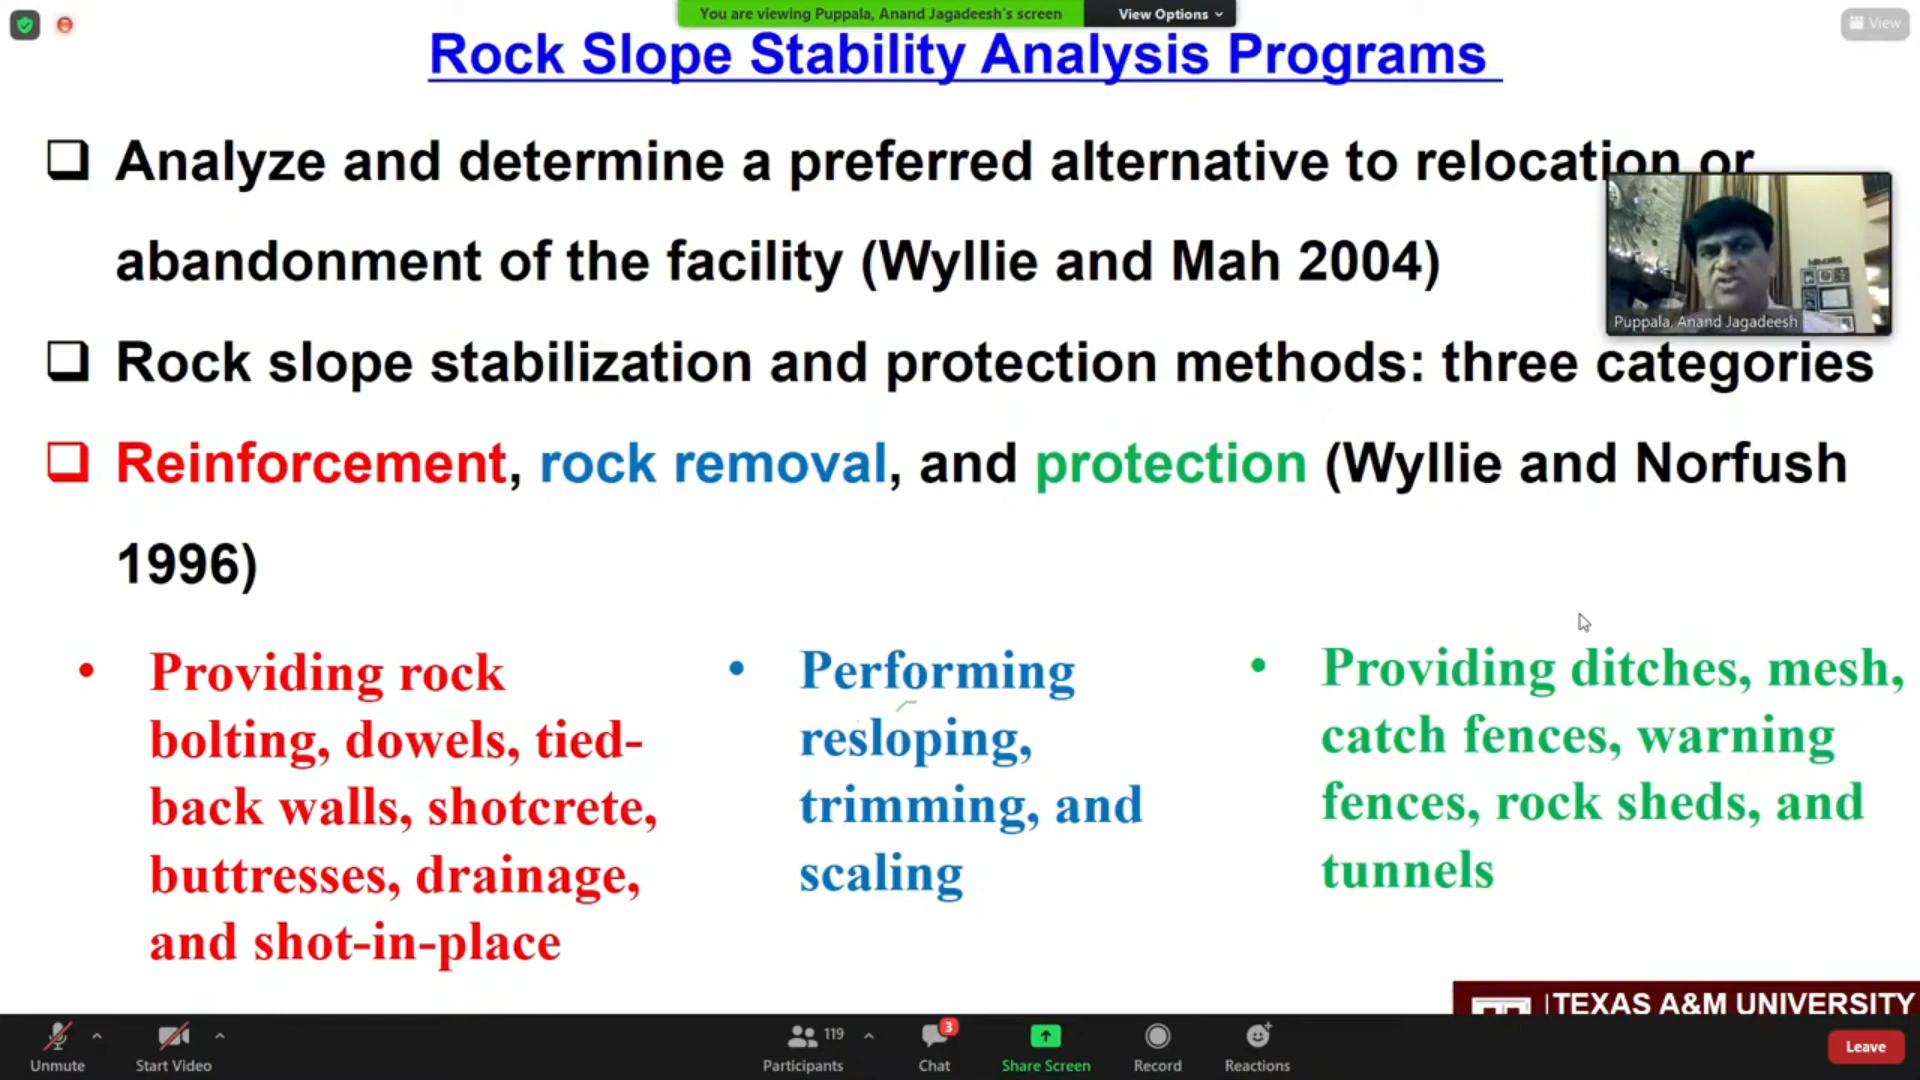 You are viewing Puppala, Anand Jagadeesh's screen
View Options
View
Rock Slope Stability Analysis Programs
Analyze and determine a preferred alternative to relocation or
abandonment of the facility (Wyllie and Mah 2004)
Puppala, Anand Jagadeesh
Rock slope stabilization and protection methods: three categories
Reinforcement, rock removal, and protection (Wyllie and Norfush
1996)
• Providing rock
bolting, dowels, tied-
back walls, shotcrete,
buttresses, drainage,
and shot-in-place
• Performing
resloping,
trimming, and
scaling
• Providing ditches, mesh,
catch fences, warning
fences, rock sheds, and
tunnels
TEXAS A&M UNIVERSITY
Unmute
Start Video
119
Participants
3
Chat
Share Screen
Record
Reactions
Leave